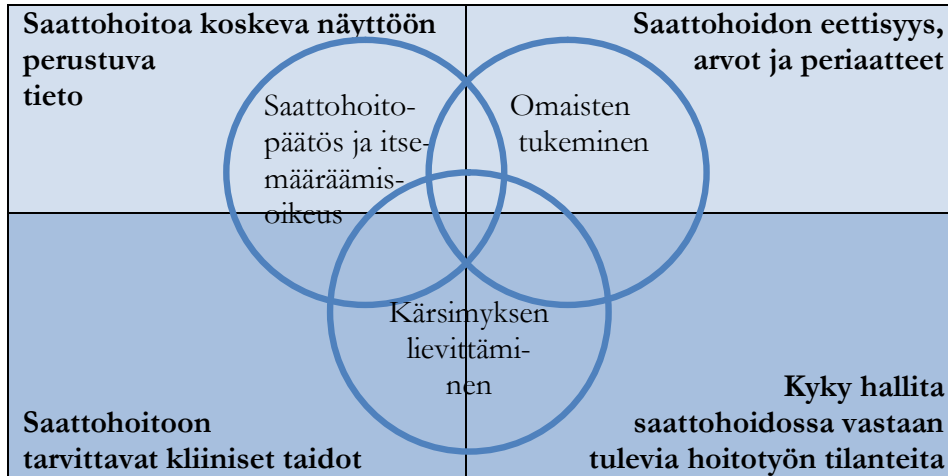 Saattohoitoa koskeva näyttöön
perustuva
tieto
Saattohoidon eettisyys,
arvot ja periaatteet
Saattohoito-
päätös ja itse-
määräämis-
oikeus
Omaisten
tukeminen
Kärsimyksen
lievittämi-
nen
Saattohoitoon
tarvittavat kliiniset taidot
Kyky hallita
saattohoidossa vastaan
tulevia hoitotyön tilanteita